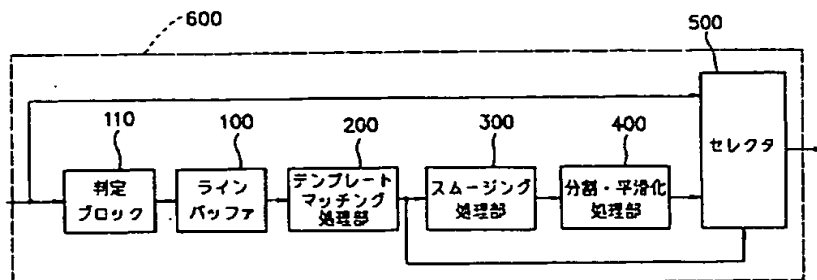 600
500
110
100
200
300
400
判定
ブロック
ライン
バッファ
テンプレート
マッチング
処理部
スムージング
処理部
分割・平滑化
処理部
セレクタ